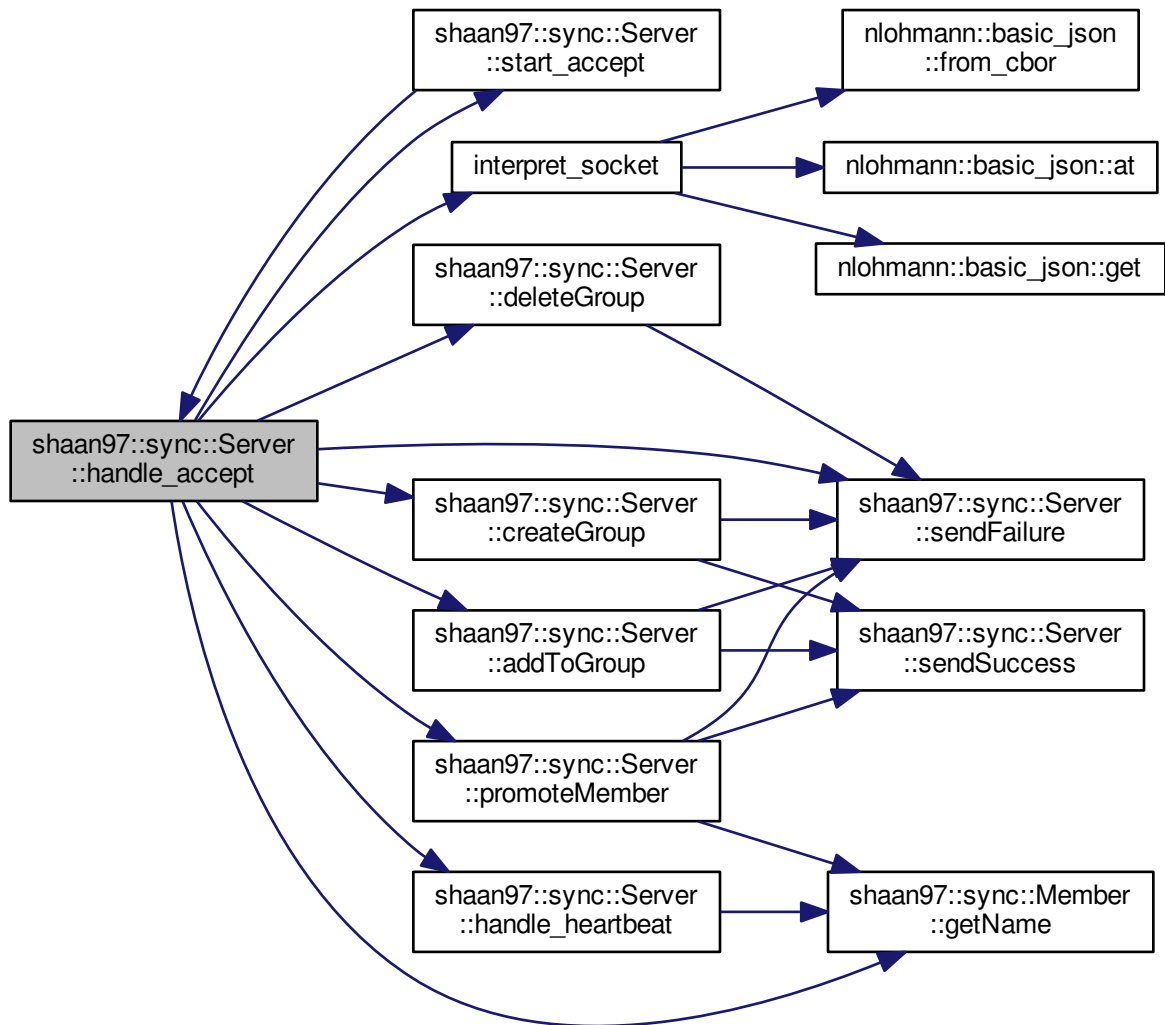 shaan97::sync::Server
::start_accept
nlohmann::basic_json
::from_cbor
interpret_socket
nlohmann::basic_json::at
nlohmann::basic_json::get
shaan97::sync::Server
::deleteGroup
shaan97::sync::Server
::handle_accept
shaan97::sync::Server
::createGroup
shaan97::sync::Server
::sendFailure
shaan97::sync::Server
::addToGroup
shaan97::sync::Server
::sendSuccess
shaan97::sync::Server
::promoteMember
shaan97::sync::Server
::handle_heartbeat
shaan97::sync::Member
::getName